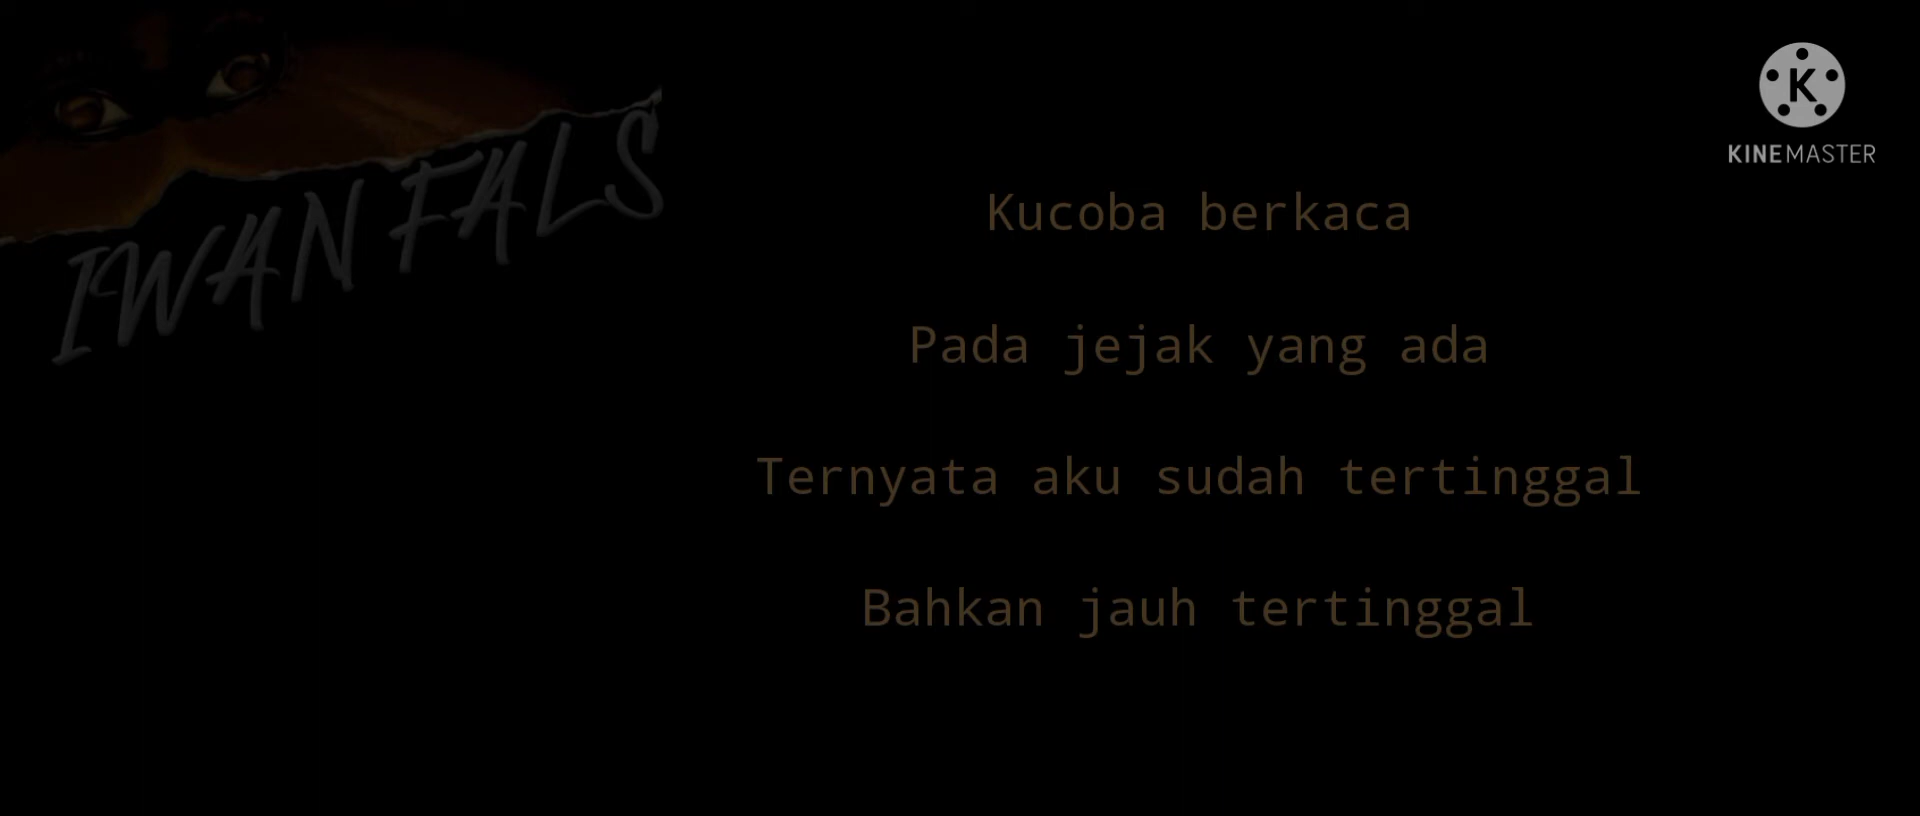 IWAN FALS
KINEMASTER
Kucoba berkaca
Pada jejak yang ada
Ternyata aku sudah tertinggal
Bahkan jauh tertinggal